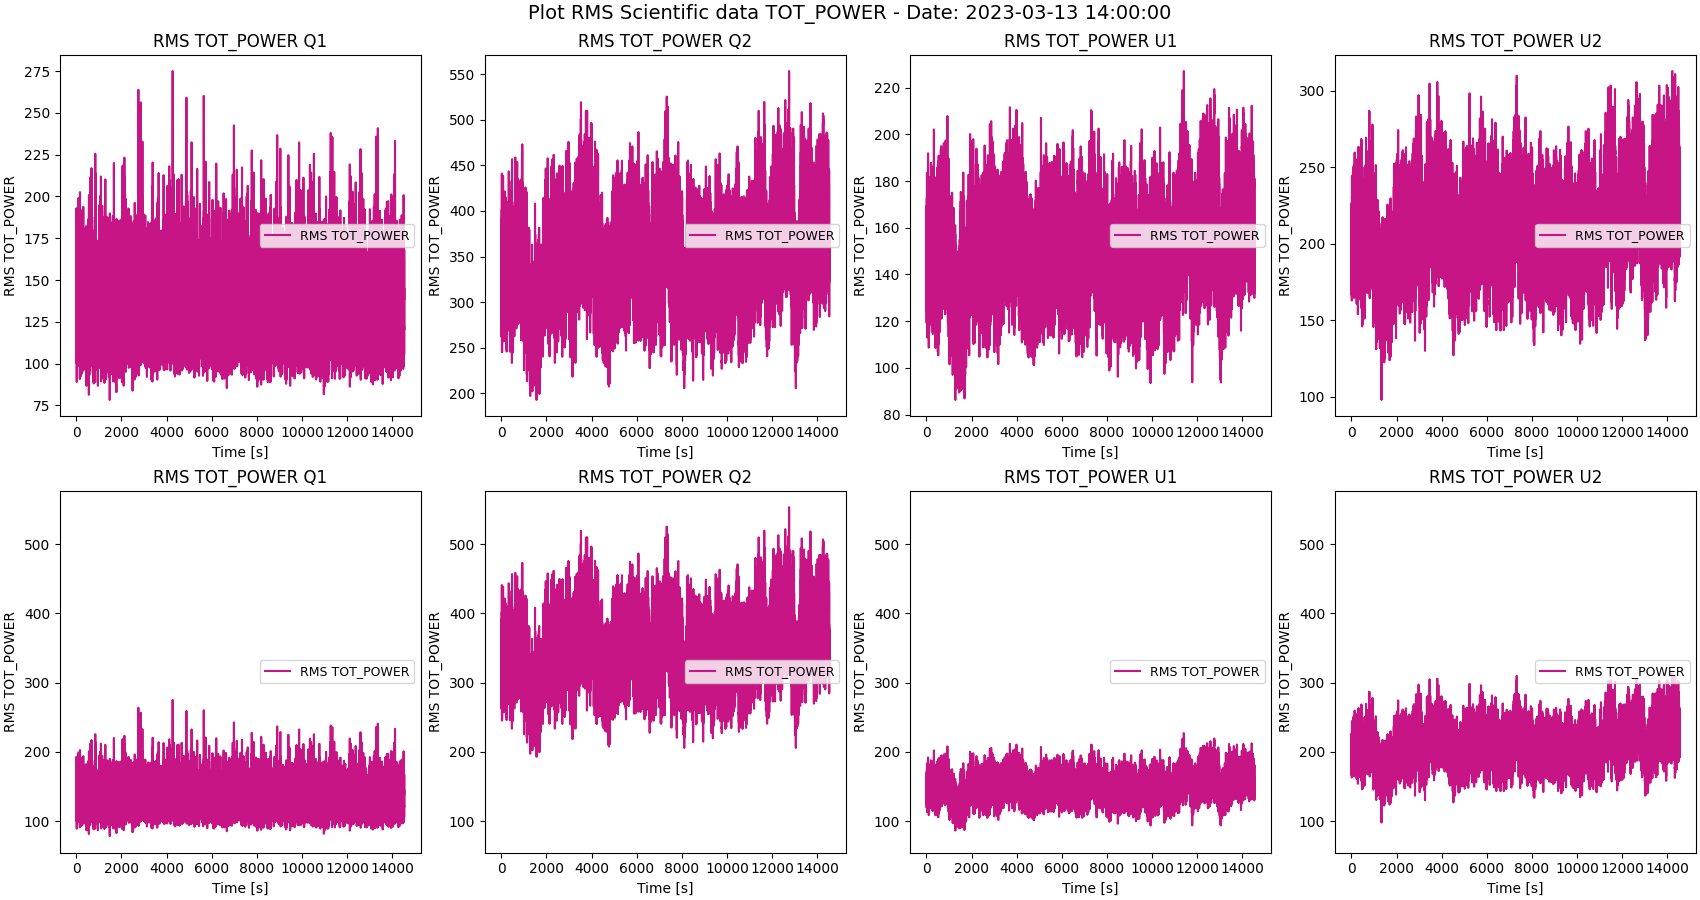 Plot RMS Scientific data TOT_POWER - Date: 2023-03-13 14:00:00
RMS TOT_POWER Q1
RMS TOT_POWER
275
250
225
200
175
150
125
100
75
RMS TOT_POWER
0 2000 4000 6000 8000 10000 12000 14000
Time [s]
RMS TOT_POWER Q2
RMS TOT_POWER
550
500
450
400
350
300
250
200
RMS TOT_POWER
0 2000 4000 6000 8000 10000 12000 14000
Time [s]
RMS TOT_POWER U1
RMS TOT_POWER
220
200
180
160
140
120
100
80
RMS TOT_POWER
0 2000 4000 6000 8000 10000 12000 14000
Time [s]
RMS TOT_POWER U2
RMS TOT_POWER
300
250
200
150
100
RMS TOT_POWER
0 2000 4000 6000 8000 10000 12000 14000
Time [s]
RMS TOT_POWER Q1
RMS TOT_POWER
500
400
300
200
100
RMS TOT_POWER
0 2000 4000 6000 8000 10000 12000 14000
Time [s]
RMS TOT_POWER Q2
RMS TOT_POWER
500
400
300
200
100
RMS TOT_POWER
0 2000 4000 6000 8000 10000 12000 14000
Time [s]
RMS TOT_POWER U1
RMS TOT_POWER
500
400
300
200
100
RMS TOT_POWER
0 2000 4000 6000 8000 10000 12000 14000
Time [s]
RMS TOT_POWER U2
RMS TOT_POWER
500
400
300
200
100
RMS TOT_POWER
0 2000 4000 6000 8000 10000 12000 14000
Time [s]